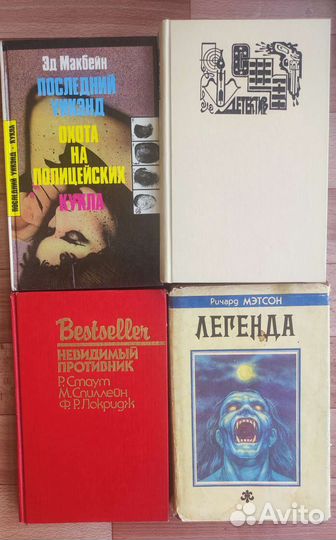 Эд Макбейн
ПОСЛЕДНИЙ
УИКЭНД
ОХОТА
НА
ПОЛИЦЕЙСКИХ
КУКЛА
ПОСЛЕДНИЙ УИКЭНД • КУКЛА
ДЕТЕКТИВ
Bestseller
НЕВИДИМЫЙ
ПРОТИВНИК
Р. Стаут
М. Спиллейн
Ф. Р. Локридж
Ричард МЭТСОН
ЛЕГЕНДА
Avito